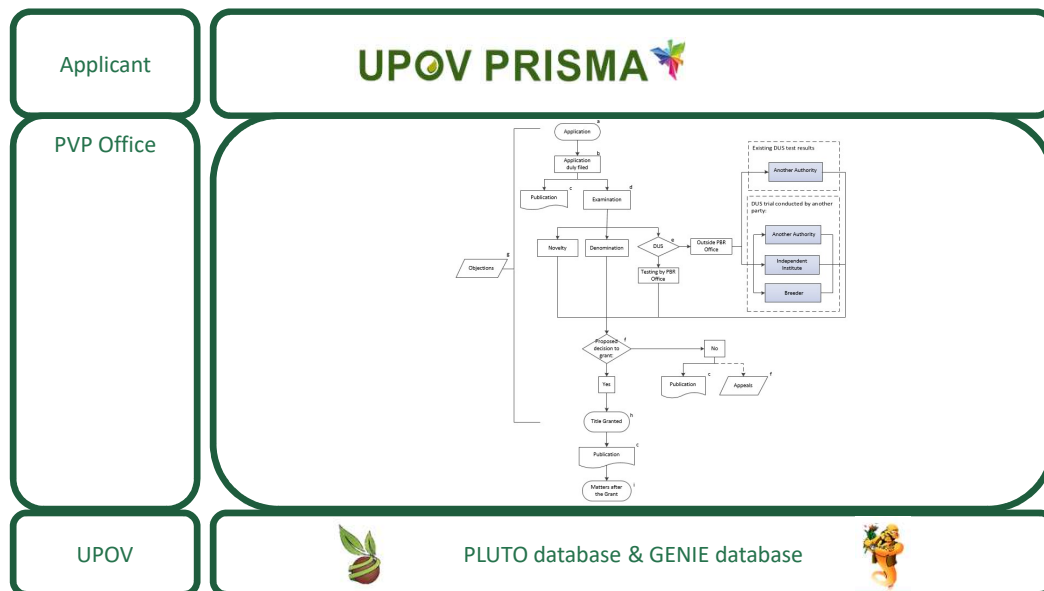 Applicant
UPOV PRISMA
PVP Office
a
Application
b
Application
duly filed
c
Publication
d
Examination
Novelty
Denomination
e
DUS
Outside PBR
Office
Testing by PBR
Office
Existing DUS test results
Another Authority
DUS trial conducted by another
party:
Another Authority
Independent
Institute
Breeder
g
Objections
Proposed
decision to
grant:
No
Yes
c
Publication
f
Appeals
h
Title Granted
c
Publication
i
Matters after
the Grant
UPOV
PLUTO database & GENIE database